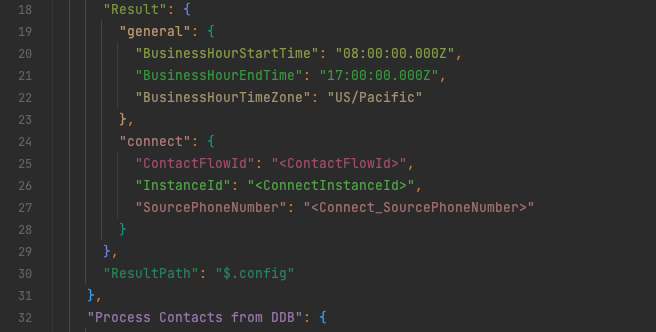 18 "Result": {
19 "general": {
20 "BusinessHourStartTime": "08:00:00.000Z",
21 "BusinessHourEndTime": "17:00:00.000Z",
22 "BusinessHourTimeZone": "US/Pacific"
23 },
24 "connect": {
25 "ContactFlowId": "<ContactFlowId>",
26 "InstanceId": "<ConnectInstanceId>",
27 "SourcePhoneNumber": "<Connect_SourcePhoneNumber>"
28 }
29 },
30 "ResultPath": "$.config"
31 },
32 "Process Contacts from DDB": {